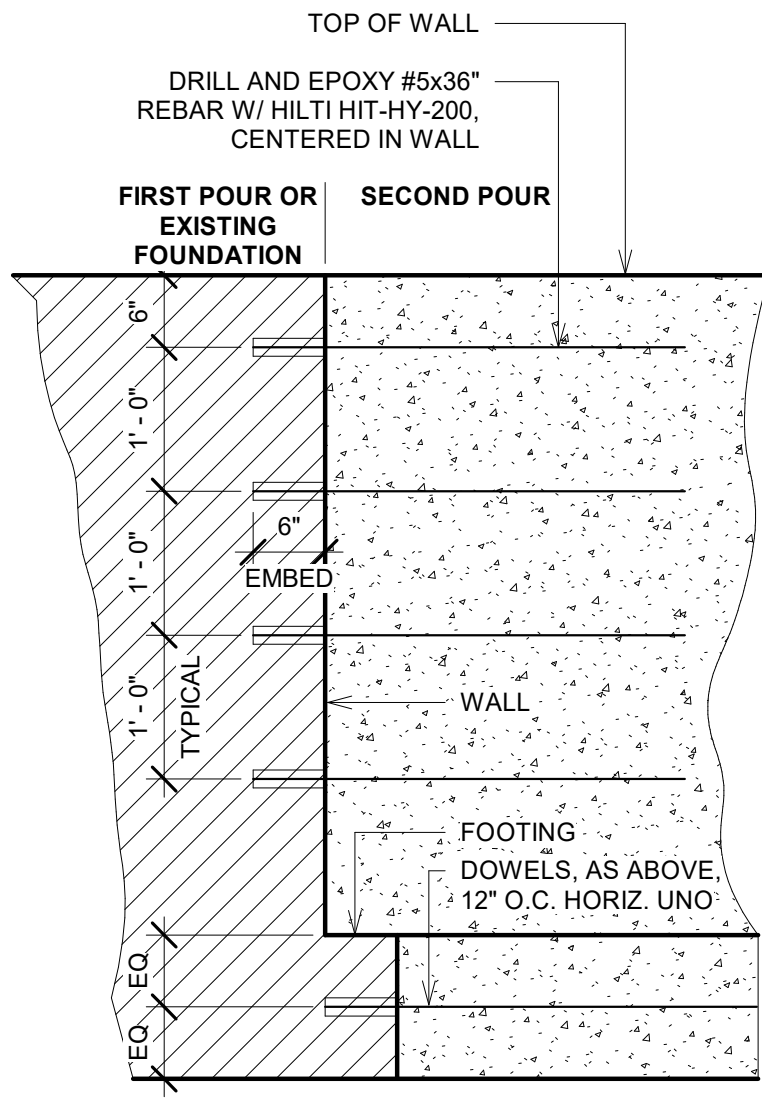 TOP OF WALL
DRILL AND EPOXY #5x36"
REBAR W/ HILTI HIT-HY-200,
CENTERED IN WALL
FIRST POUR OR
EXISTING
FOUNDATION
SECOND POUR
6"
1' - 0"
1' - 0"
6"
EMBED
1' - 0"
TYPICAL
WALL
FOOTING
DOWELS, AS ABOVE,
12" O.C. HORIZ. UNO
EQ
EQ